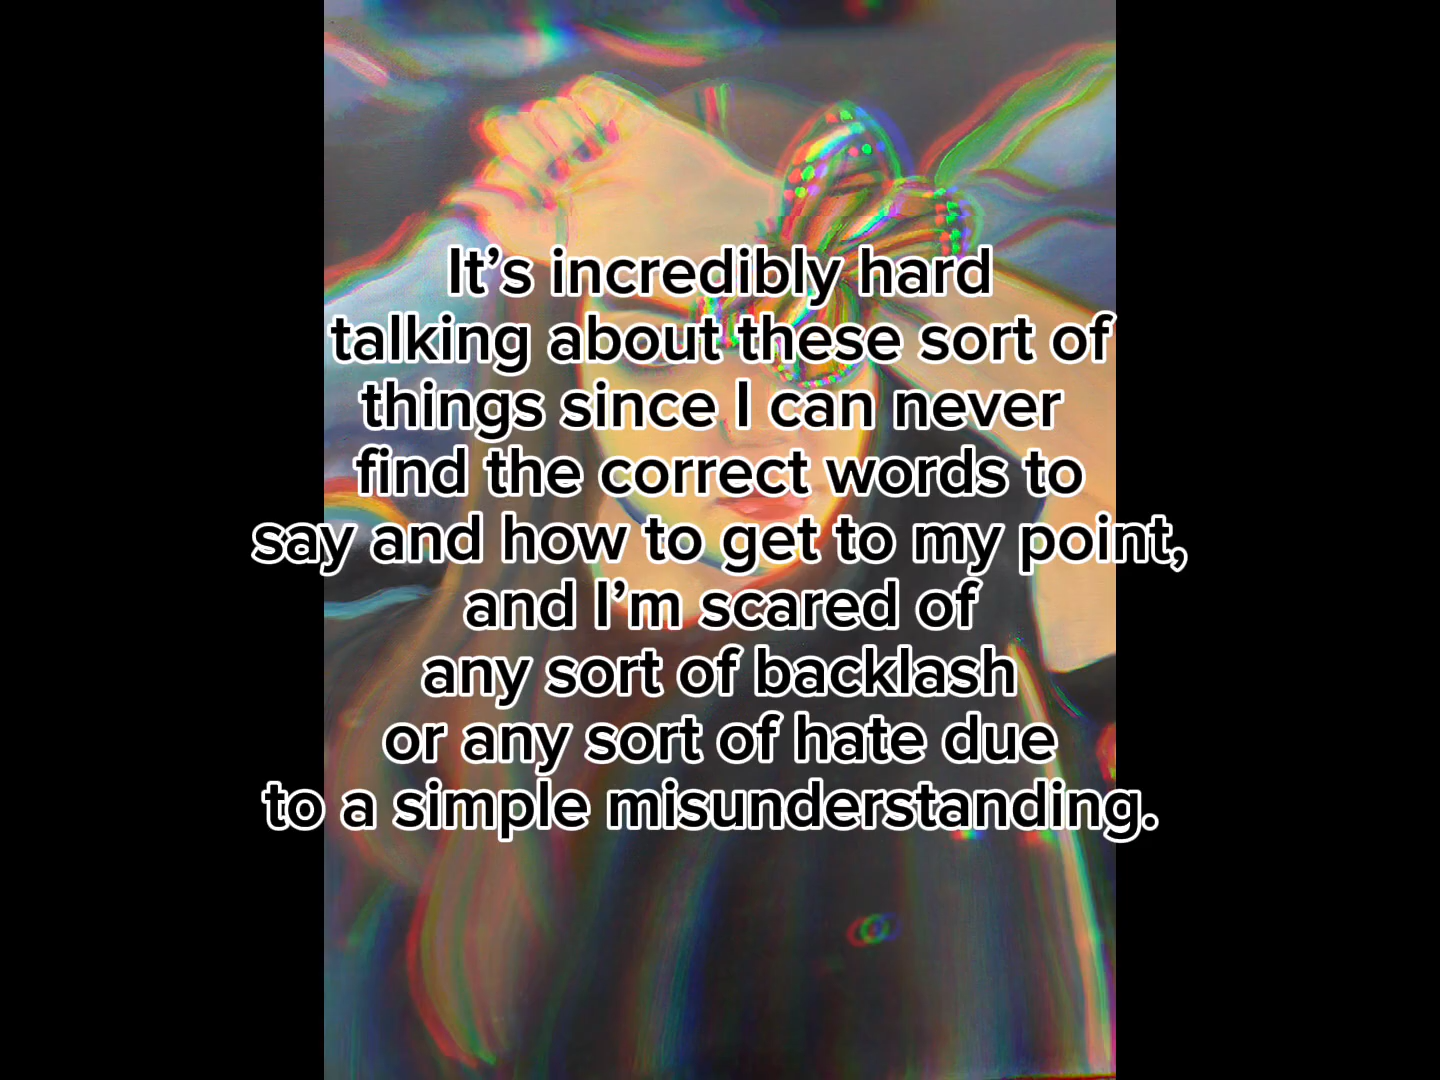 It’s incredibly hard
talking about these sort of
things since I can never
find the correct words to
say and how to get to my point,
and I’m scared of
any sort of backlash
or any sort of hate due
to a simple misunderstanding.